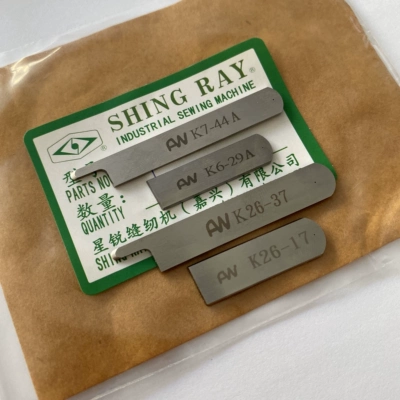 SHING RAY
INDUSTRIAL SEWING MACHINE
PARTS NO
数量:
QUANTITY
星锐缝纫机(嘉兴)有限公司
AW K7-44A
AW K6-29A
AW K26-37
AW K26-17